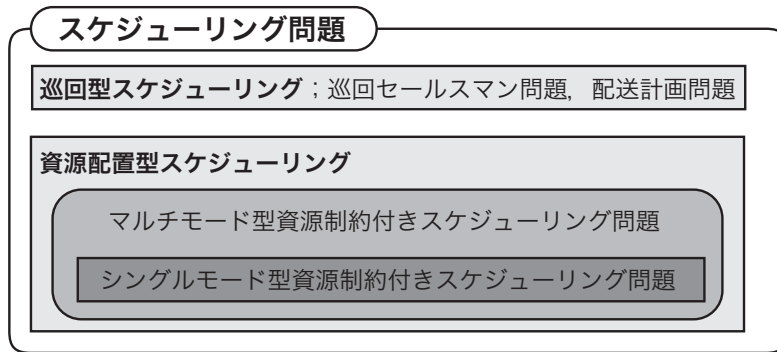 スケジューリング問題
巡回型スケジューリング；巡回セールスマン問題，配送計画問題
資源配置型スケジューリング
マルチモード型資源制約付きスケジューリング問題
シングルモード型資源制約付きスケジューリング問題